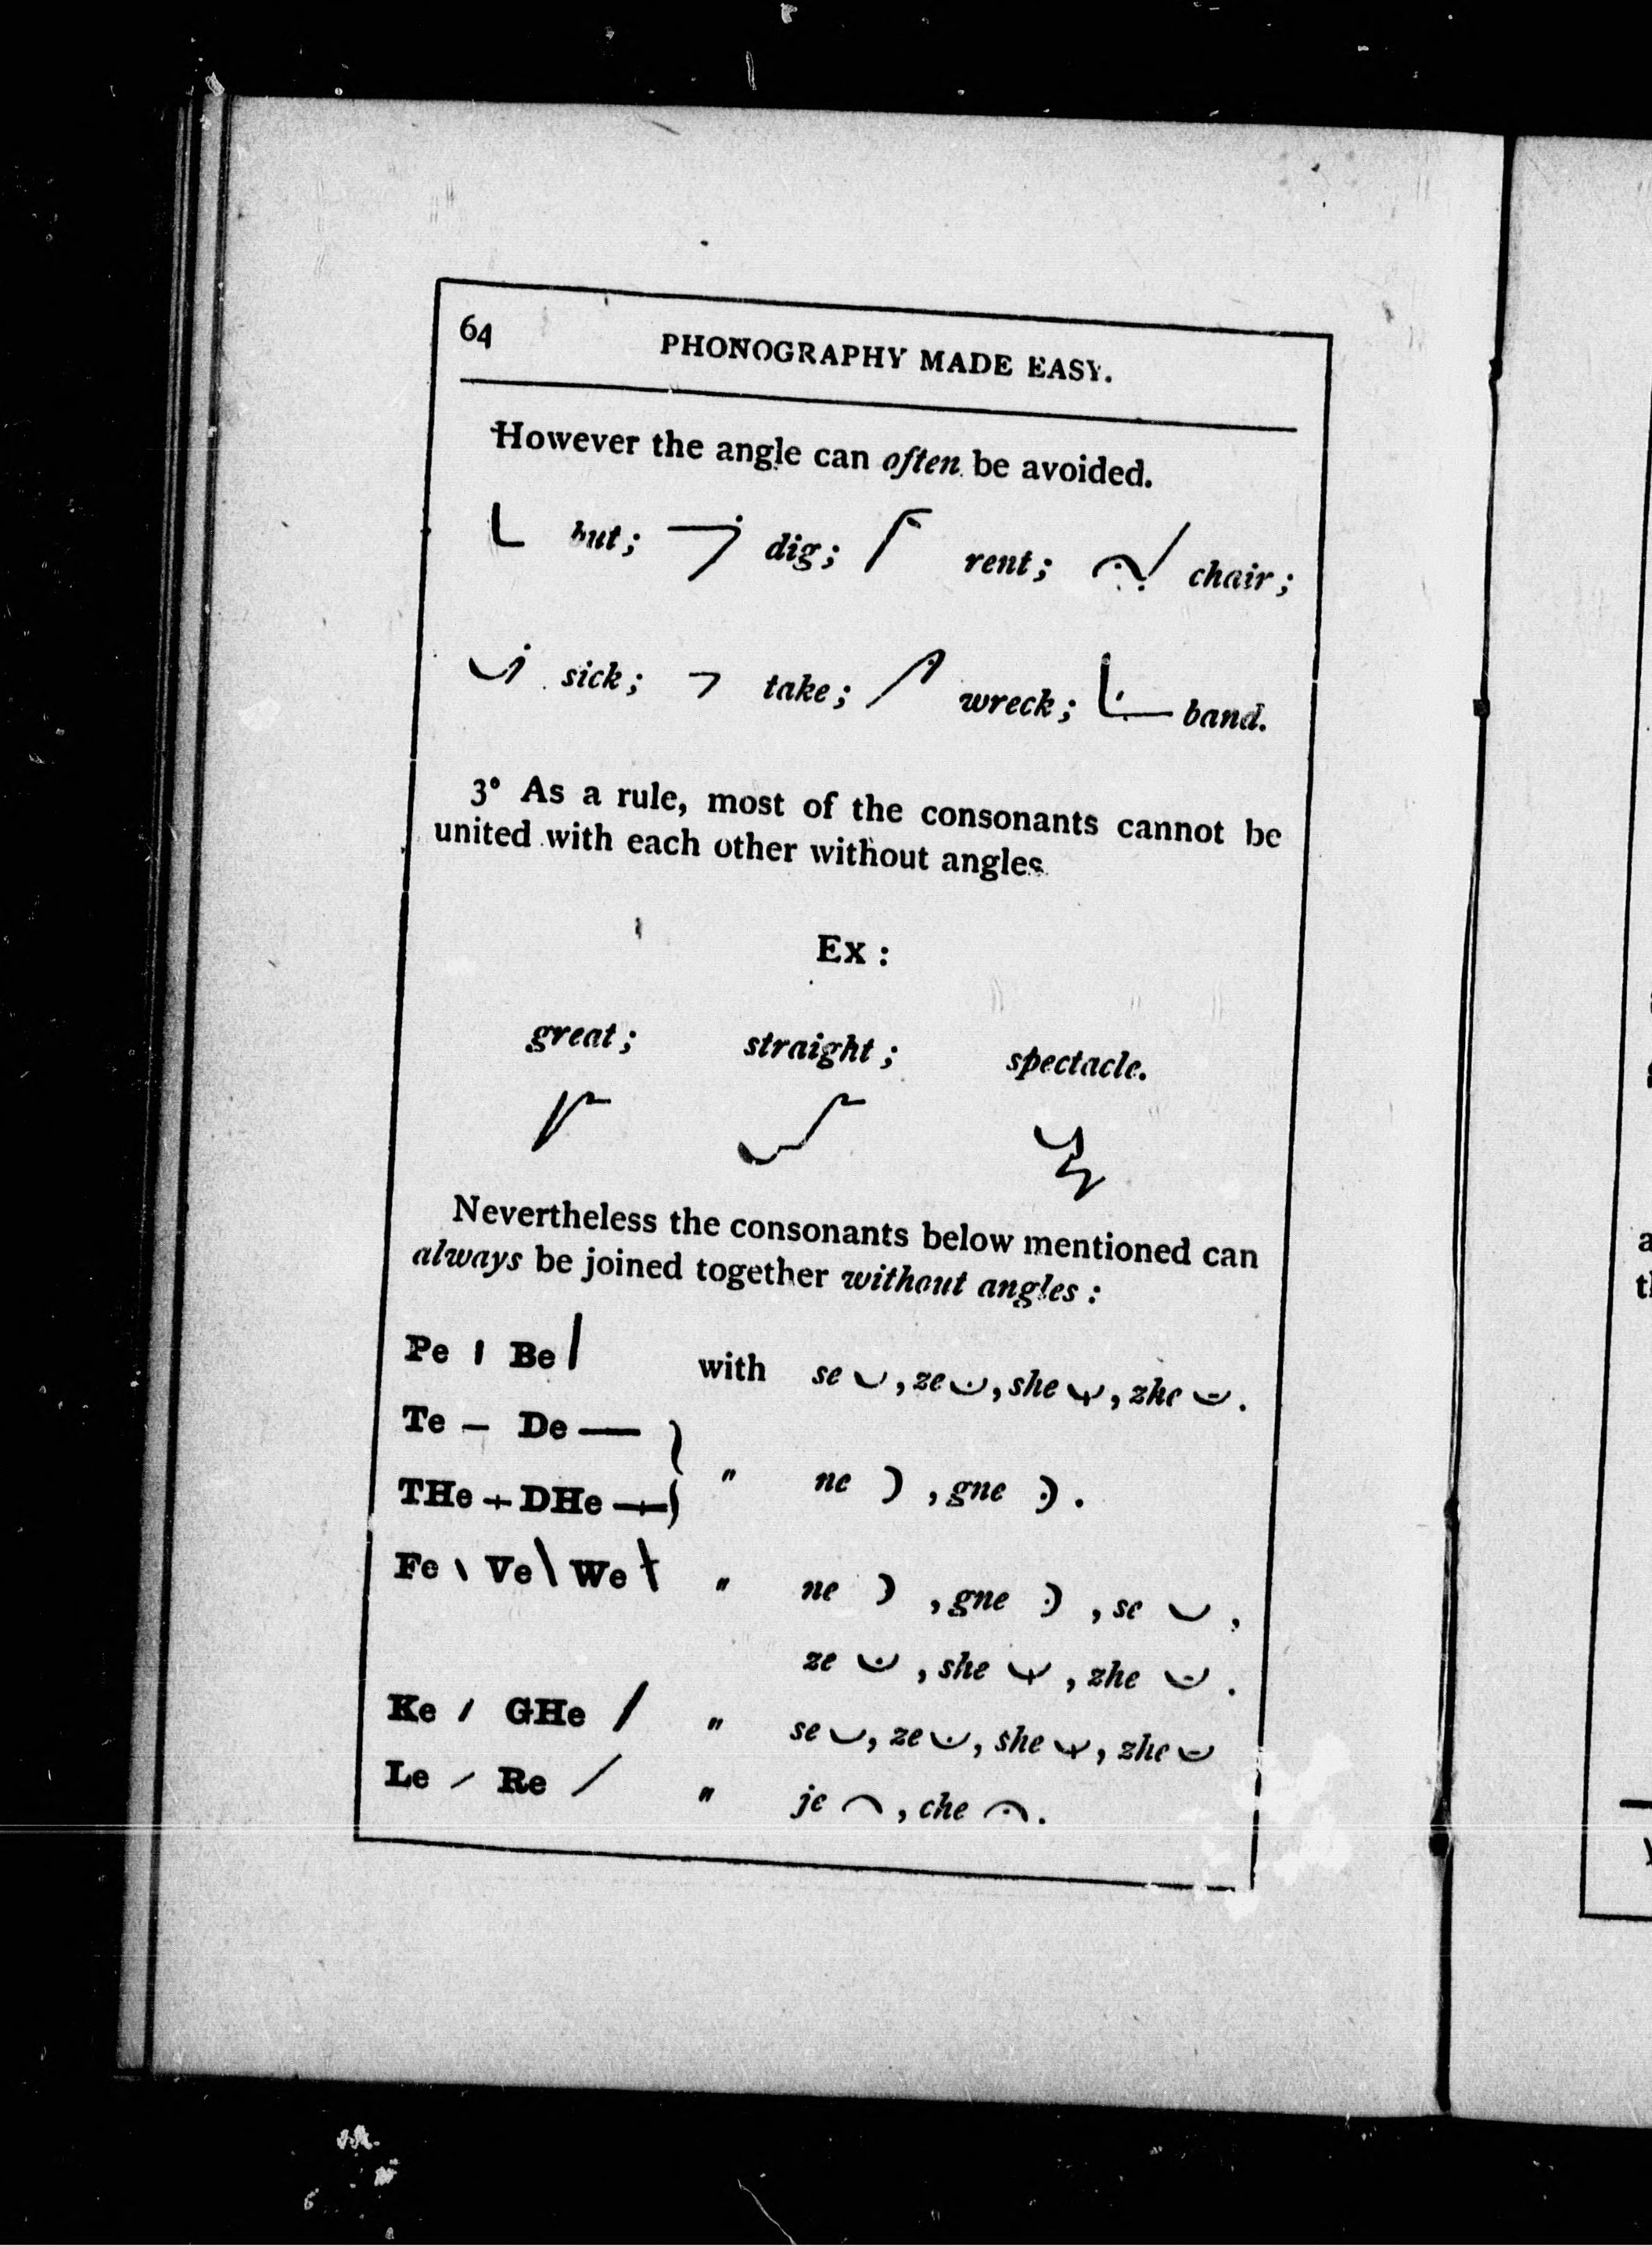 64
PHONOGRAPHY MADE EASY.
However the angle can often be avoided.
but; dig; rent; chair;
sick; take; wreck; band.
3° As a rule, most of the consonants cannot be
united with each other without angles
Ex :
great; straight; spectacle.
Nevertheless the consonants below mentioned can
always be joined together without angles :
Pe Be with se , ze , she , zhe .
Te De
THe DHe " ne , gne .
Fe Ve We " ne , gne , se ,
ze , she , zhe .
Ke GHe " se , ze , she , zhe
Le Re " je , che .